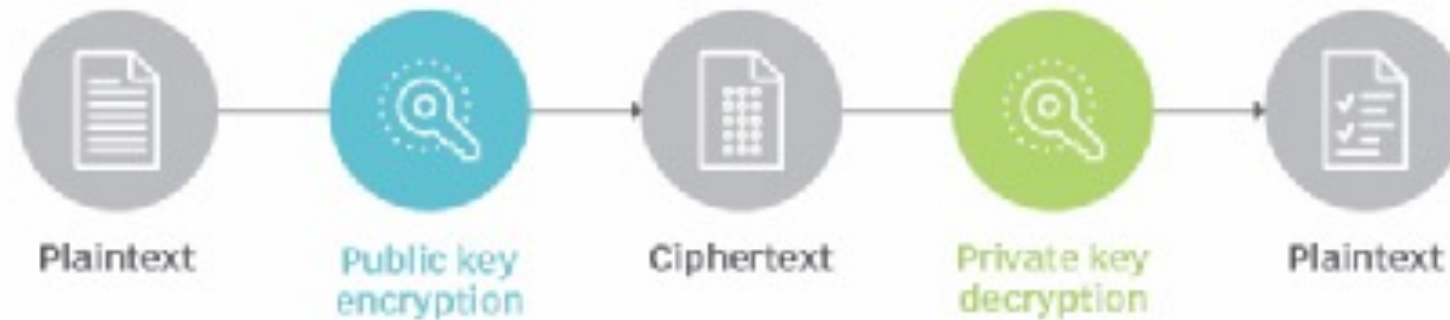 Plaintext
Public key
encryption
Ciphertext
Private key
decryption
Plaintext